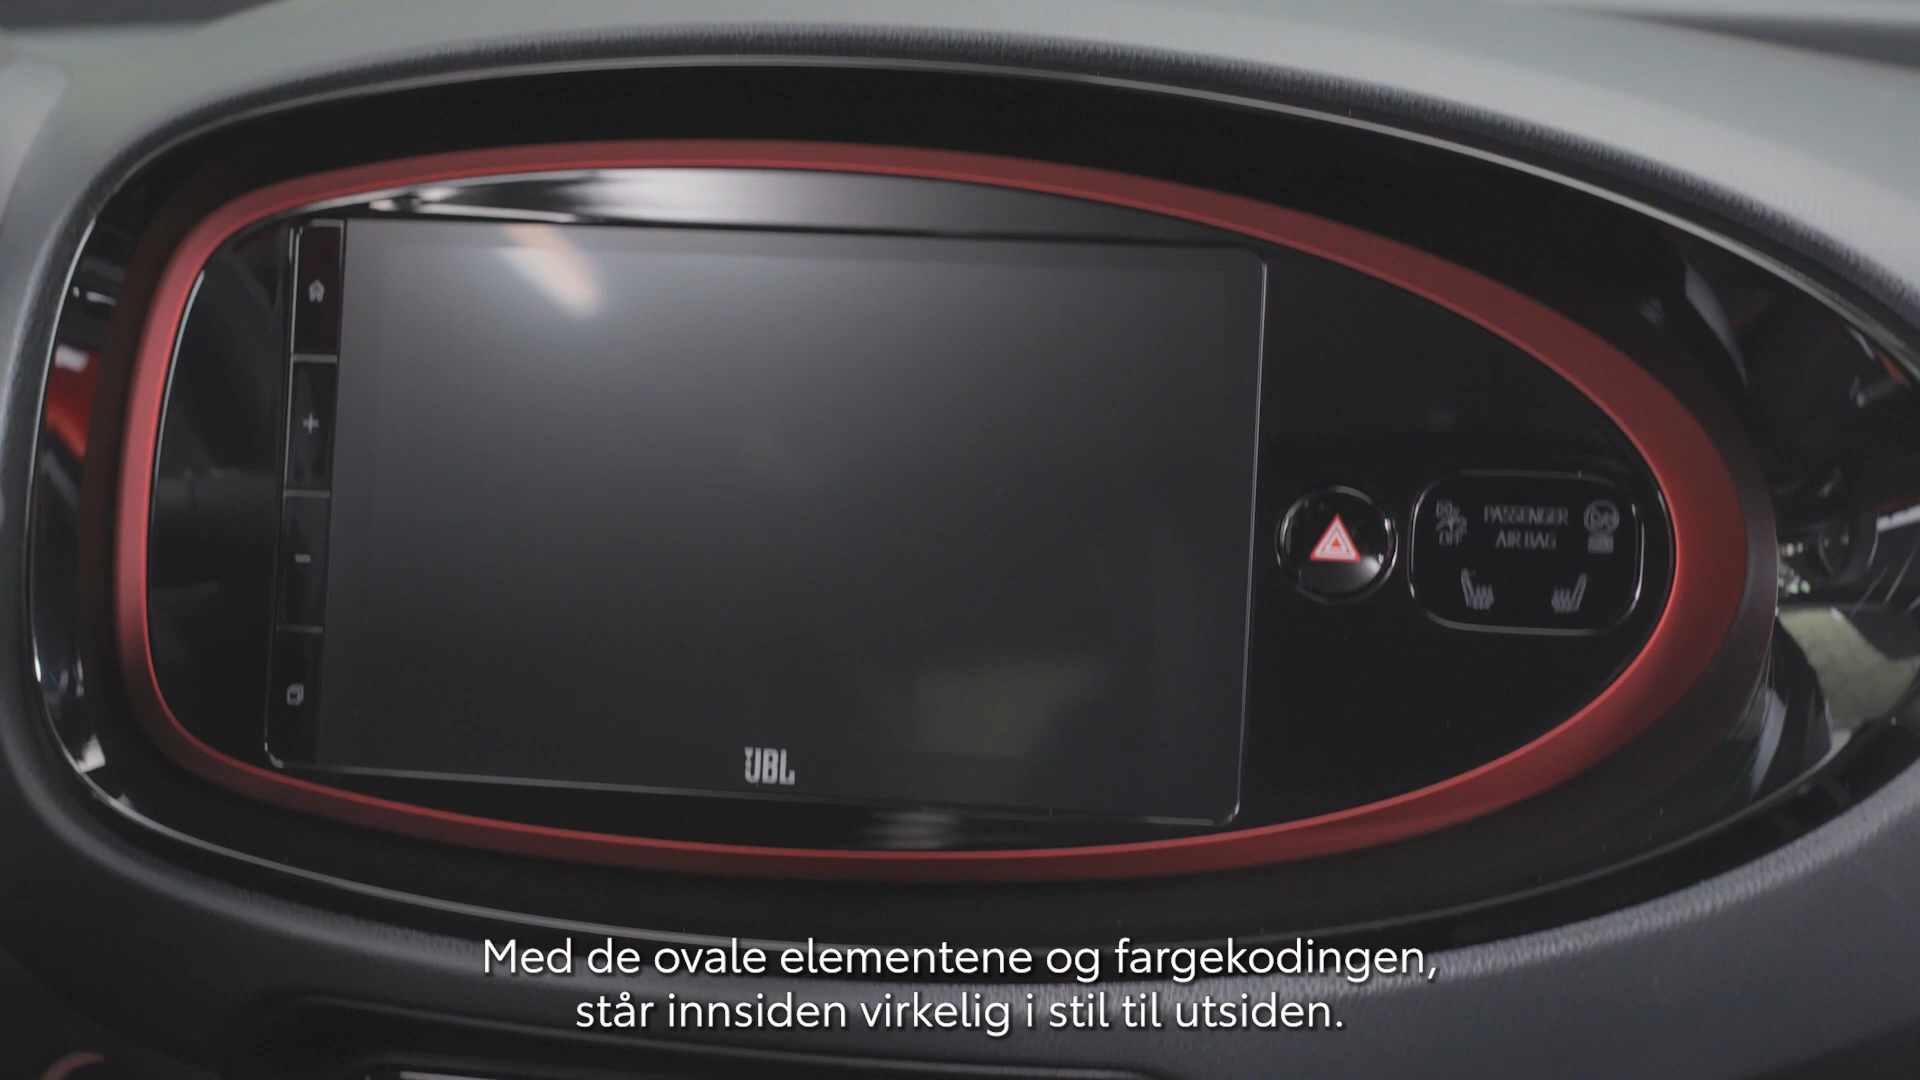 OFF
PASSENGER
AIR BAG
JBL
Med de ovale elementene og fargekodingen,
står innsiden virkelig i stil til utsiden.